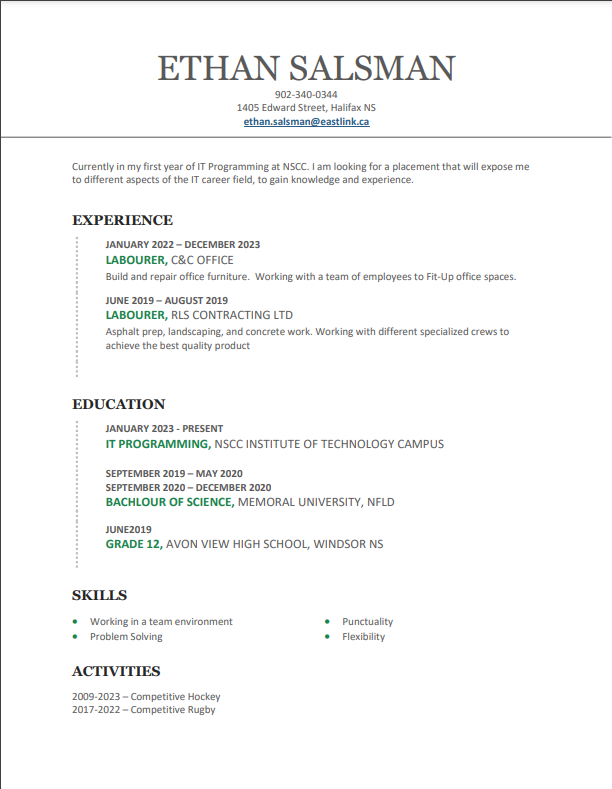 ETHAN SALSMAN
902-340-0344
1405 Edward Street, Halifax NS
ethan.salsman@eastlink.ca
Currently in my first year of IT Programming at NSCC. I am looking for a placement that will expose me
to different aspects of the IT career field, to gain knowledge and experience.
EXPERIENCE
JANUARY 2022 – DECEMBER 2023
LABOURER, C&C OFFICE
Build and repair office furniture.  Working with a team of employees to Fit-Up office spaces.
JUNE 2019 – AUGUST 2019
LABOURER, RLS CONTRACTING LTD
Asphalt prep, landscaping, and concrete work. Working with different specialized crews to
achieve the best quality product
EDUCATION
JANUARY 2023 - PRESENT
IT PROGRAMMING, NSCC INSTITUTE OF TECHNOLOGY CAMPUS
SEPTEMBER 2019 – MAY 2020
SEPTEMBER 2020 – DECEMBER 2020
BACHLOUR OF SCIENCE, MEMORAL UNIVERSITY, NFLD
JUNE2019
GRADE 12, AVON VIEW HIGH SCHOOL, WINDSOR NS
SKILLS
• Working in a team environment
• Problem Solving
• Punctuality
• Flexibility
ACTIVITIES
2009-2023 – Competitive Hockey
2017-2022 – Competitive Rugby